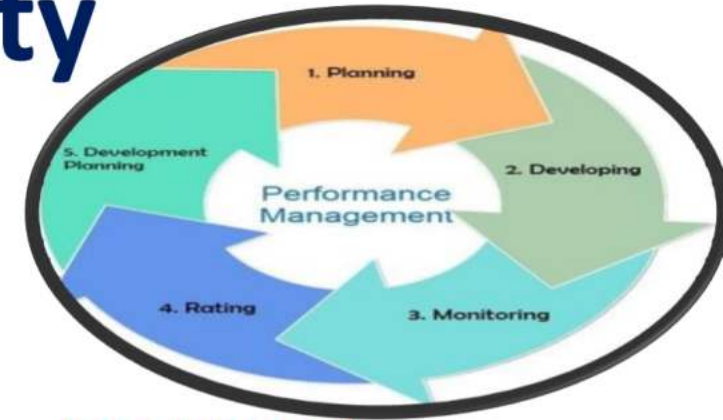 ty
1. Planning
2. Developing
3. Monitoring
4. Rating
5. Development
Planning
Performance
Management